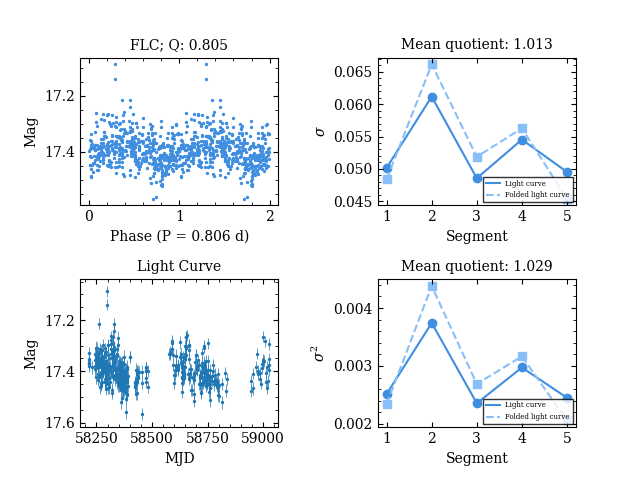 FLC; Q: 0.805
Mag
17.2
17.4
0
1
2
Phase (P = 0.806 d)
Mean quotient: 1.013
σ
0.065
0.060
0.055
0.050
0.045
Light curve
Folded light curve
1
2
3
4
5
Segment
Light Curve
Mag
17.2
17.4
17.6
58250
58500
58750
59000
MJD
Mean quotient: 1.029
σ²
0.004
0.003
0.002
Light curve
Folded light curve
1
2
3
4
5
Segment